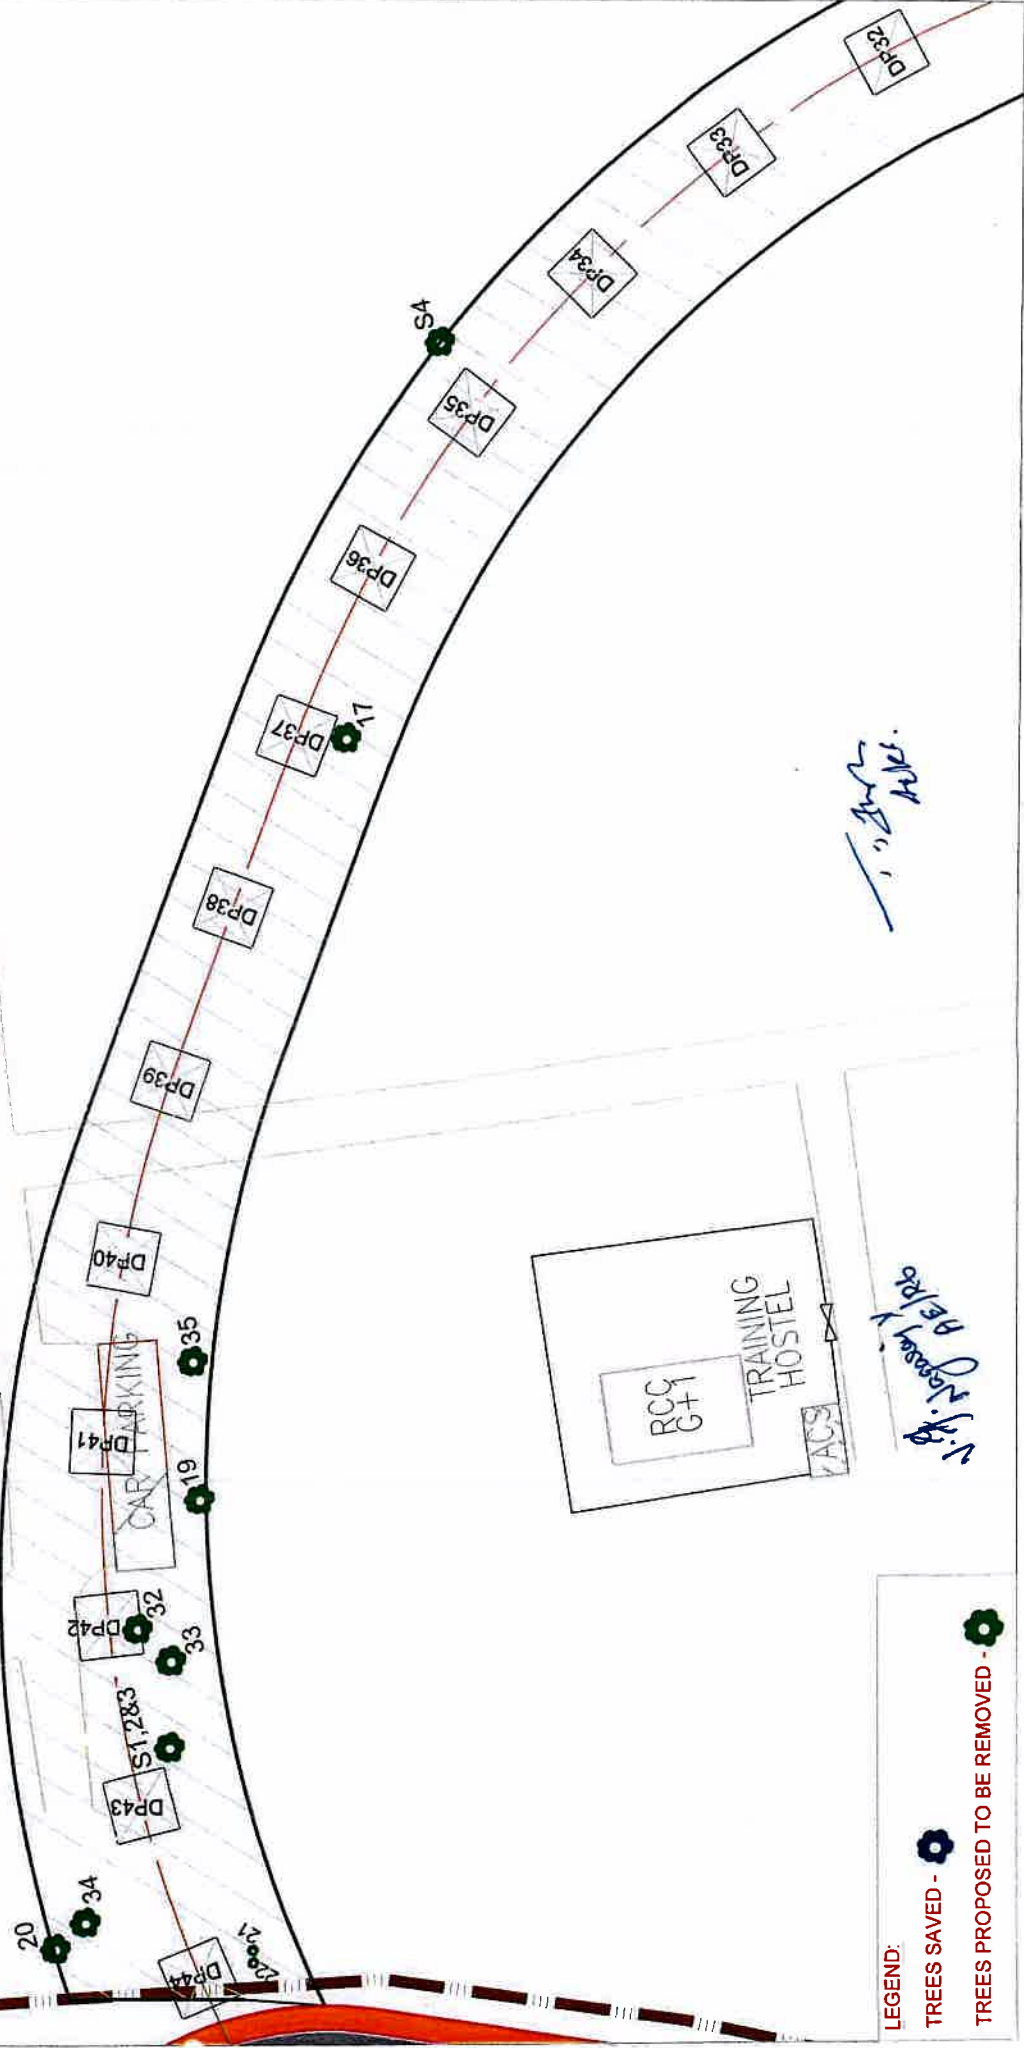 DP32
DP33
DP34
S4
DP35
DP36
DP37
17
DP38
DP39
DP40
35
CAR PARKING
DP41
19
DP42
32
33
S1,2&3
DP43
34
20
DP44
21
RCC
G+1
TRAINING
HOSTEL
ACS
AE/
LEGEND:
TREES SAVED -
TREES PROPOSED TO BE REMOVED -